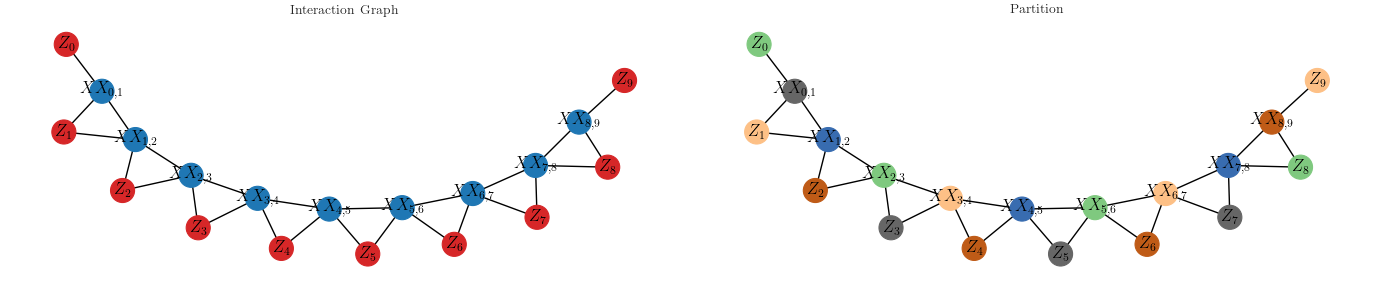 Interaction Graph
Z_0
XX_{0,1}
Z_1
XX_{1,2}
Z_2
XX_{2,3}
Z_3
XX_{3,4}
Z_4
XX_{4,5}
Z_5
XX_{5,6}
Z_6
XX_{6,7}
Z_7
XX_{7,8}
Z_8
XX_{8,9}
Z_9
Partition
Z_0
XX_{0,1}
Z_1
XX_{1,2}
Z_2
XX_{2,3}
Z_3
XX_{3,4}
Z_4
XX_{4,5}
Z_5
XX_{5,6}
Z_6
XX_{6,7}
Z_7
XX_{7,8}
Z_8
XX_{8,9}
Z_9